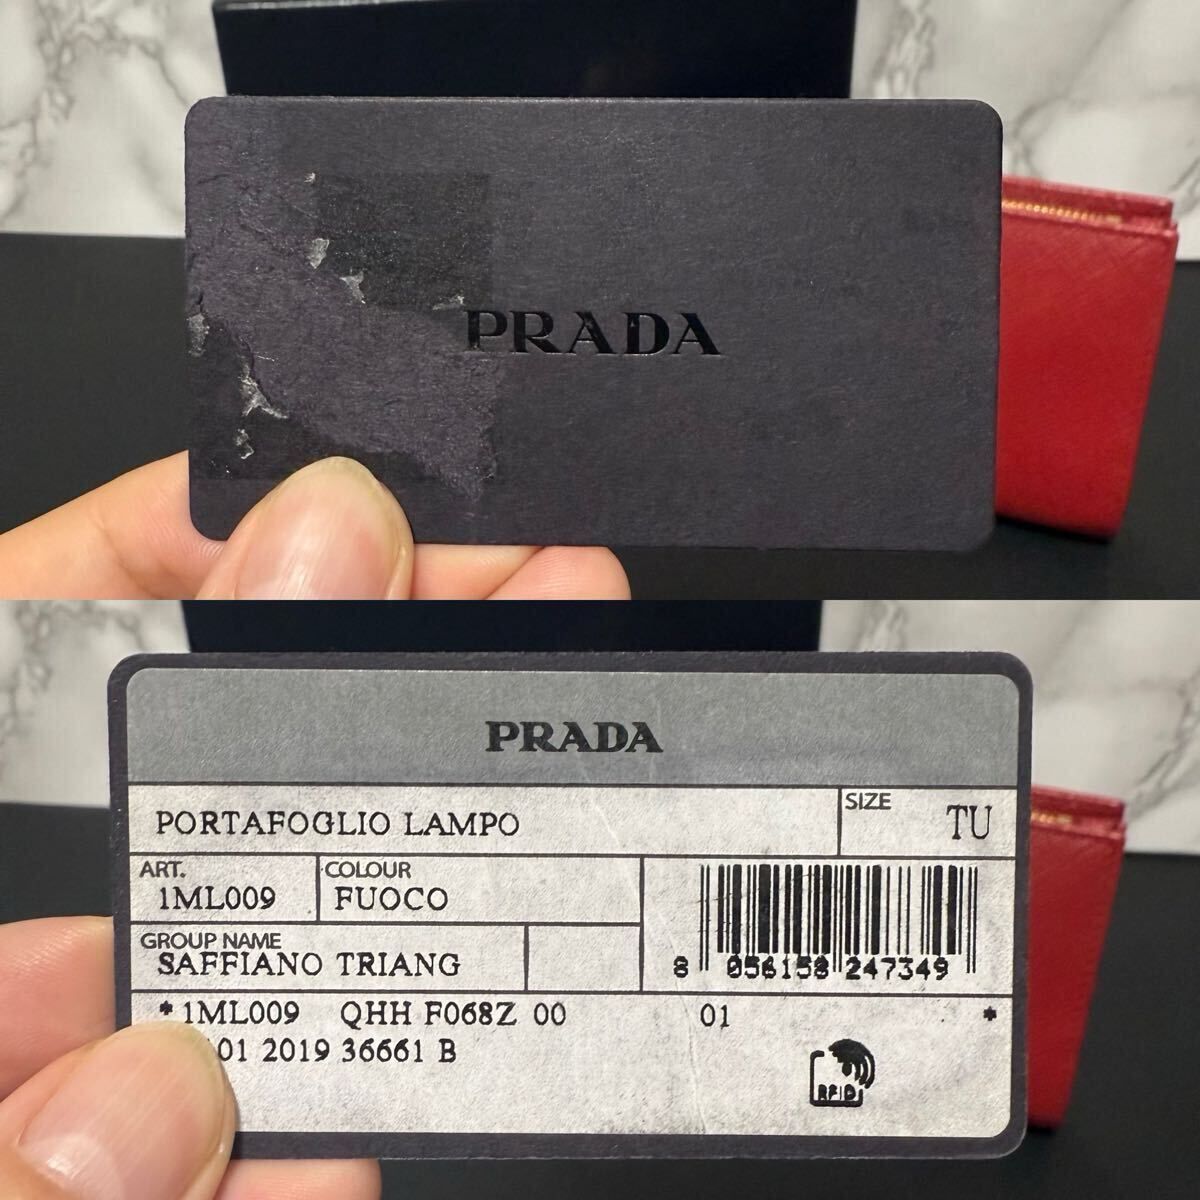 PRADA
PRADA
PORTAFOGLIO LAMPO
SIZE
TU
ART.
1ML009
COLOUR
FUOCO
GROUP NAME
SAFFIANO TRIANG
8 056158 247349
*1ML009 QHH F068Z 00 01 *
01 2019 36661 B
RFID